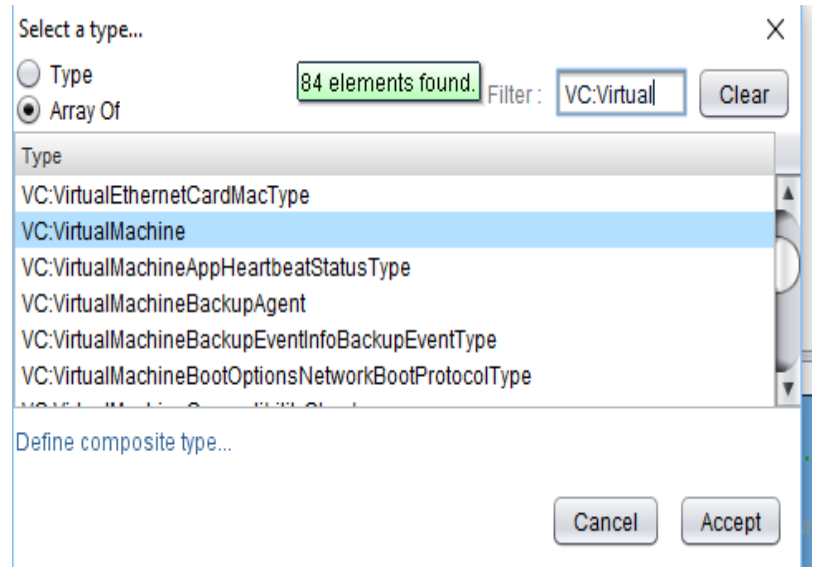 Select a type...
Type
Array Of
84 elements found.
Filter :
VC:Virtual
Clear
Type
VC:VirtualEthernetCardMacType
VC:VirtualMachine
VC:VirtualMachineAppHeartbeatStatusType
VC:VirtualMachineBackupAgent
VC:VirtualMachineBackupEventInfoBackupEventType
VC:VirtualMachineBootOptionsNetworkBootProtocolType
Define composite type...
Cancel
Accept